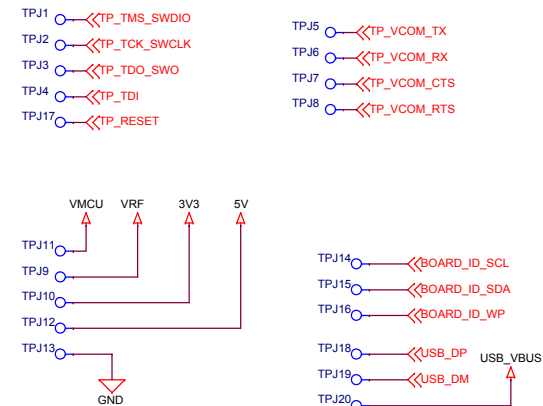 TPJ1 TP_TMS_SWDIO
TPJ2 TP_TCK_SWCLK
TPJ3 TP_TDO_SWO
TPJ4 TP_TDI
TPJ17 TP_RESET
TPJ5 TP_VCOM_TX
TPJ6 TP_VCOM_RX
TPJ7 TP_VCOM_CTS
TPJ8 TP_VCOM_RTS
VMCU VRF 3V3 5V
TPJ11
TPJ9
TPJ10
TPJ12
TPJ13
GND
TPJ14 BOARD_ID_SCL
TPJ15 BOARD_ID_SDA
TPJ16 BOARD_ID_WP
TPJ18 USB_DP
USB_VBUS
TPJ19 USB_DM
TPJ20